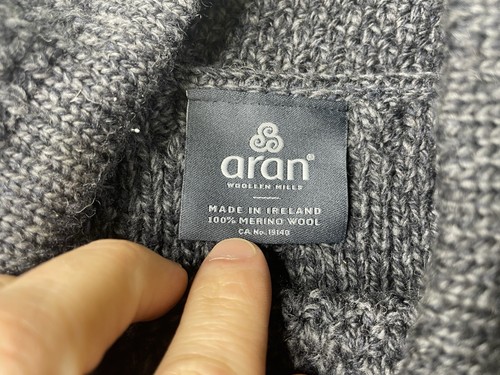 aran®
WOOLLEN MILLS
MADE IN IRELAND
100% MERINO WOOL
CA. No. 19140